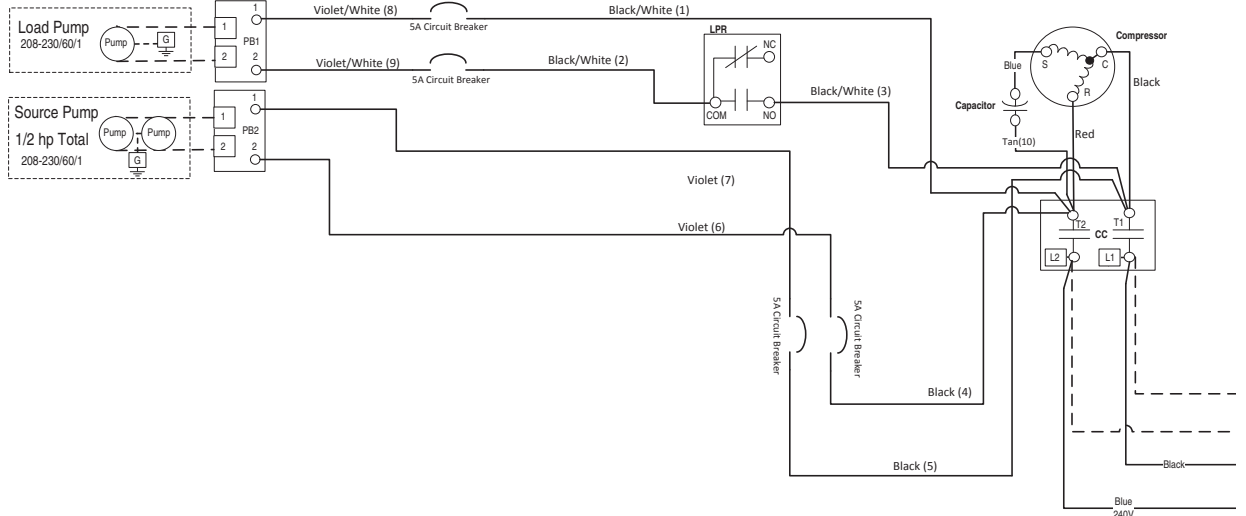 Load Pump
208-230/60/1
Pump
G
1
2
1
PB1
2
Violet/White (8)
5A Circuit Breaker
Black/White (1)
Violet/White (9)
5A Circuit Breaker
Black/White (2)
LPR
NC
COM
NO
Black/White (3)
Compressor
S
C
R
Blue
Black
Capacitor
Tan(10)
Red
Source Pump
1/2 hp Total
208-230/60/1
Pump
Pump
G
1
2
1
PB2
2
Violet (7)
Violet (6)
T2
T1
CC
L2
L1
5A Circuit Breaker
5A Circuit Breaker
Black (4)
Black (5)
Black
Blue
240V